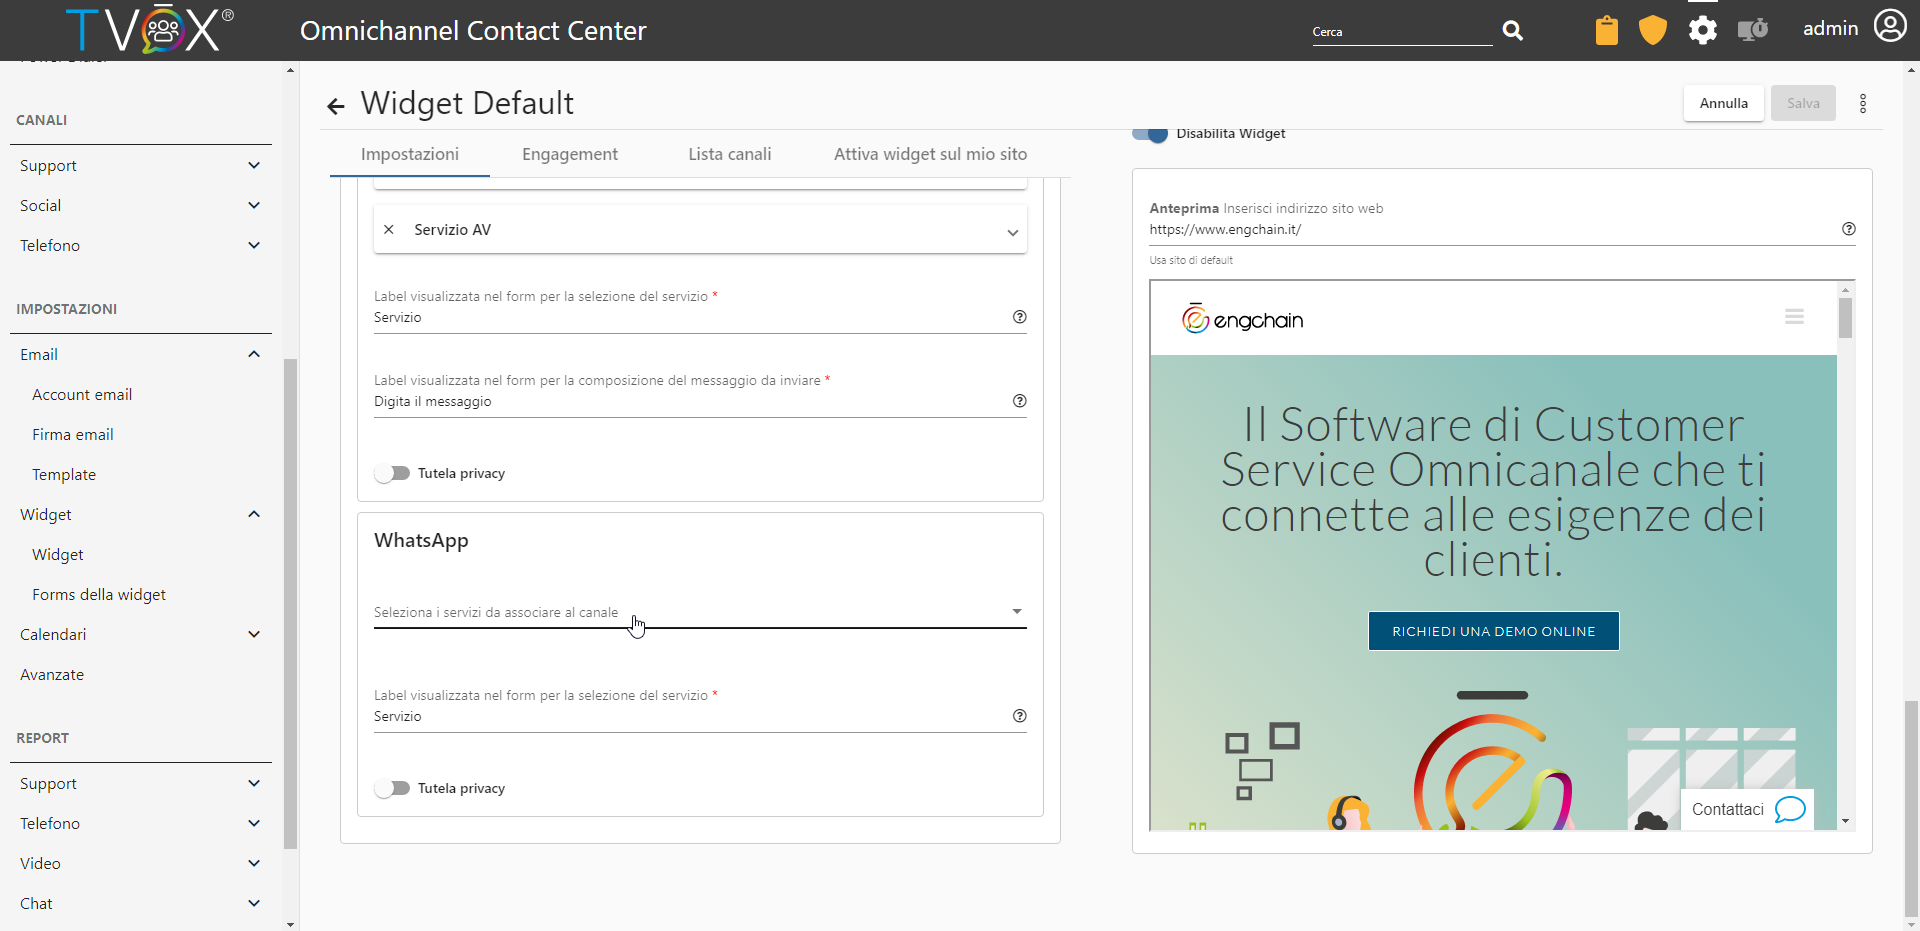 TVOX®
Omnichannel Contact Center
Cerca
admin
CANALI
Support
Social
Telefono
IMPOSTAZIONI
Email
Account email
Firma email
Template
Widget
Widget
Forms della widget
Calendari
Avanzate
REPORT
Support
Telefono
Video
Chat
Widget Default
Annulla
Salva
Impostazioni
Engagement
Lista canali
Attiva widget sul mio sito
Servizio AV
Label visualizzata nel form per la selezione del servizio *
Servizio
Label visualizzata nel form per la composizione del messaggio da inviare *
Digita il messaggio
Tutela privacy
WhatsApp
Seleziona i servizi da associare al canale
Label visualizzata nel form per la selezione del servizio *
Servizio
Tutela privacy
Disabilita Widget
Anteprima Inserisci indirizzo sito web
https://www.engchain.it/
Usa sito di default
engchain
Il Software di Customer
Service Omnicanale che ti
connette alle esigenze dei
clienti.
RICHIEDI UNA DEMO ONLINE
Contattaci